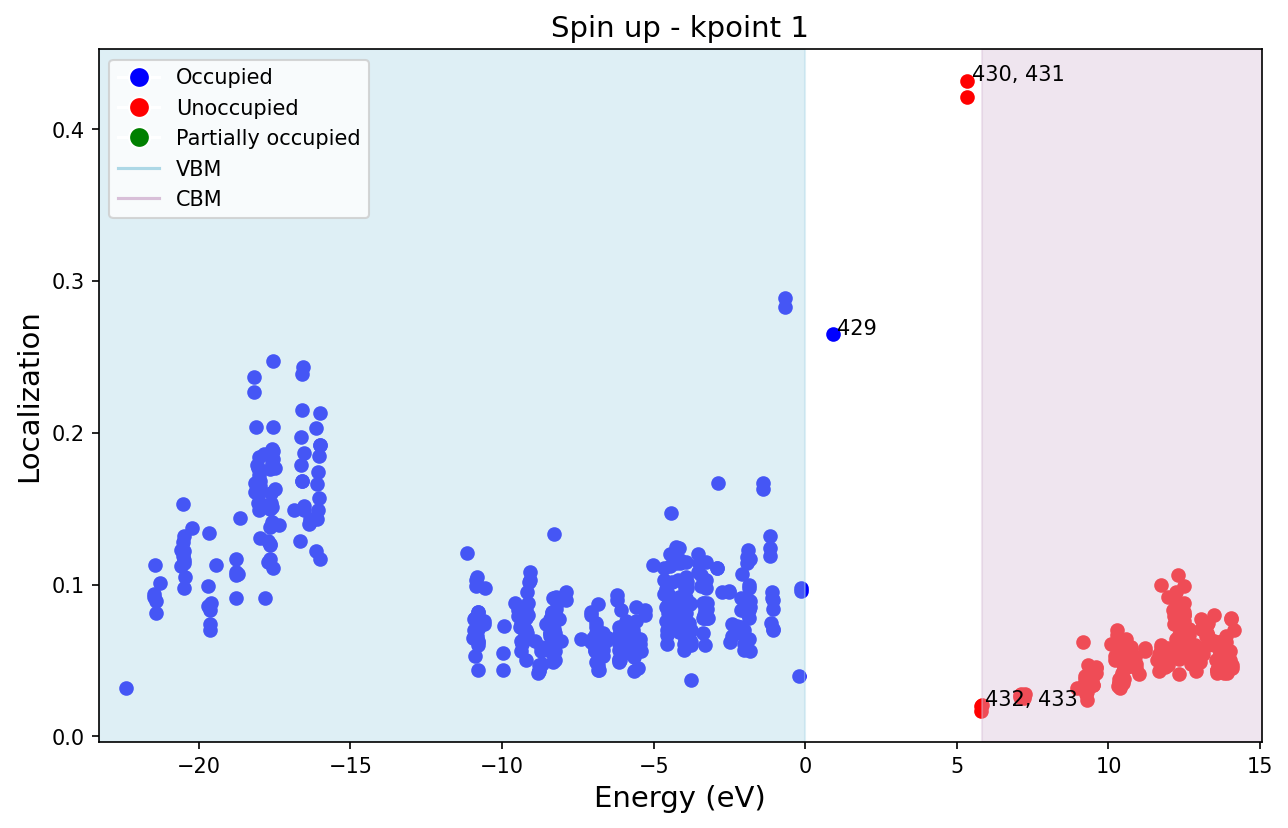 Spin up - kpoint 1
Localization
0.4
0.3
0.2
0.1
0.0
Occupied
Unoccupied
Partially occupied
VBM
CBM
430, 431
429
432, 433
−20
−15
−10
−5
0
5
10
15
Energy (eV)